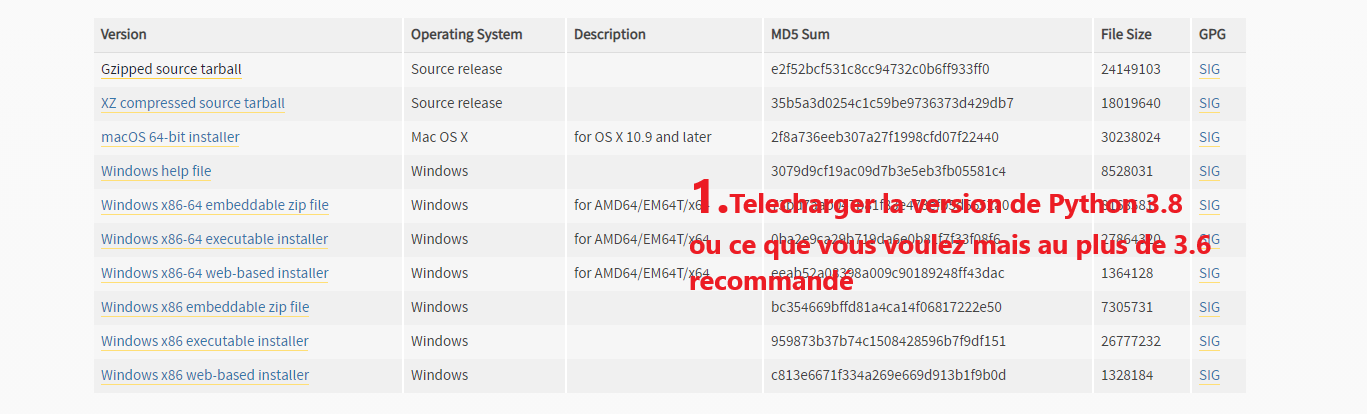 Version Operating System Description MD5 Sum File Size GPG
Gzipped source tarball Source release e2f52bcf531c8cc94732c0b6ff933ff0 24149103 SIG
XZ compressed source tarball Source release 35b5a3d0254c1c59be9736373d429db7 18019640 SIG
macOS 64-bit installer Mac OS X for OS X 10.9 and later 2f8a736eeb307a27f1998cfd07f22440 30238024 SIG
Windows help file Windows 3079d9cf19ac09d7b3e5eb3fb05581c4 8528031 SIG
Windows x86-64 embeddable zip file Windows for AMD64/EM64T/x64 SIG
Windows x86-64 executable installer Windows for AMD64/EM64T/x64 SIG
Windows x86-64 web-based installer Windows for AMD64/EM64T/x64 1364128 SIG
Windows x86 embeddable zip file Windows bc354669bffd81a4ca14f06817222e50 7305731 SIG
Windows x86 executable installer Windows 959873b37b74c1508428596b7f9df151 26777232 SIG
Windows x86 web-based installer Windows c813e6671f334a269e669d913b1f9b0d 1328184 SIG
1.Telecharger la version de Python 3.8
ou ce que vous voulez mais au plus de 3.6
recommandé